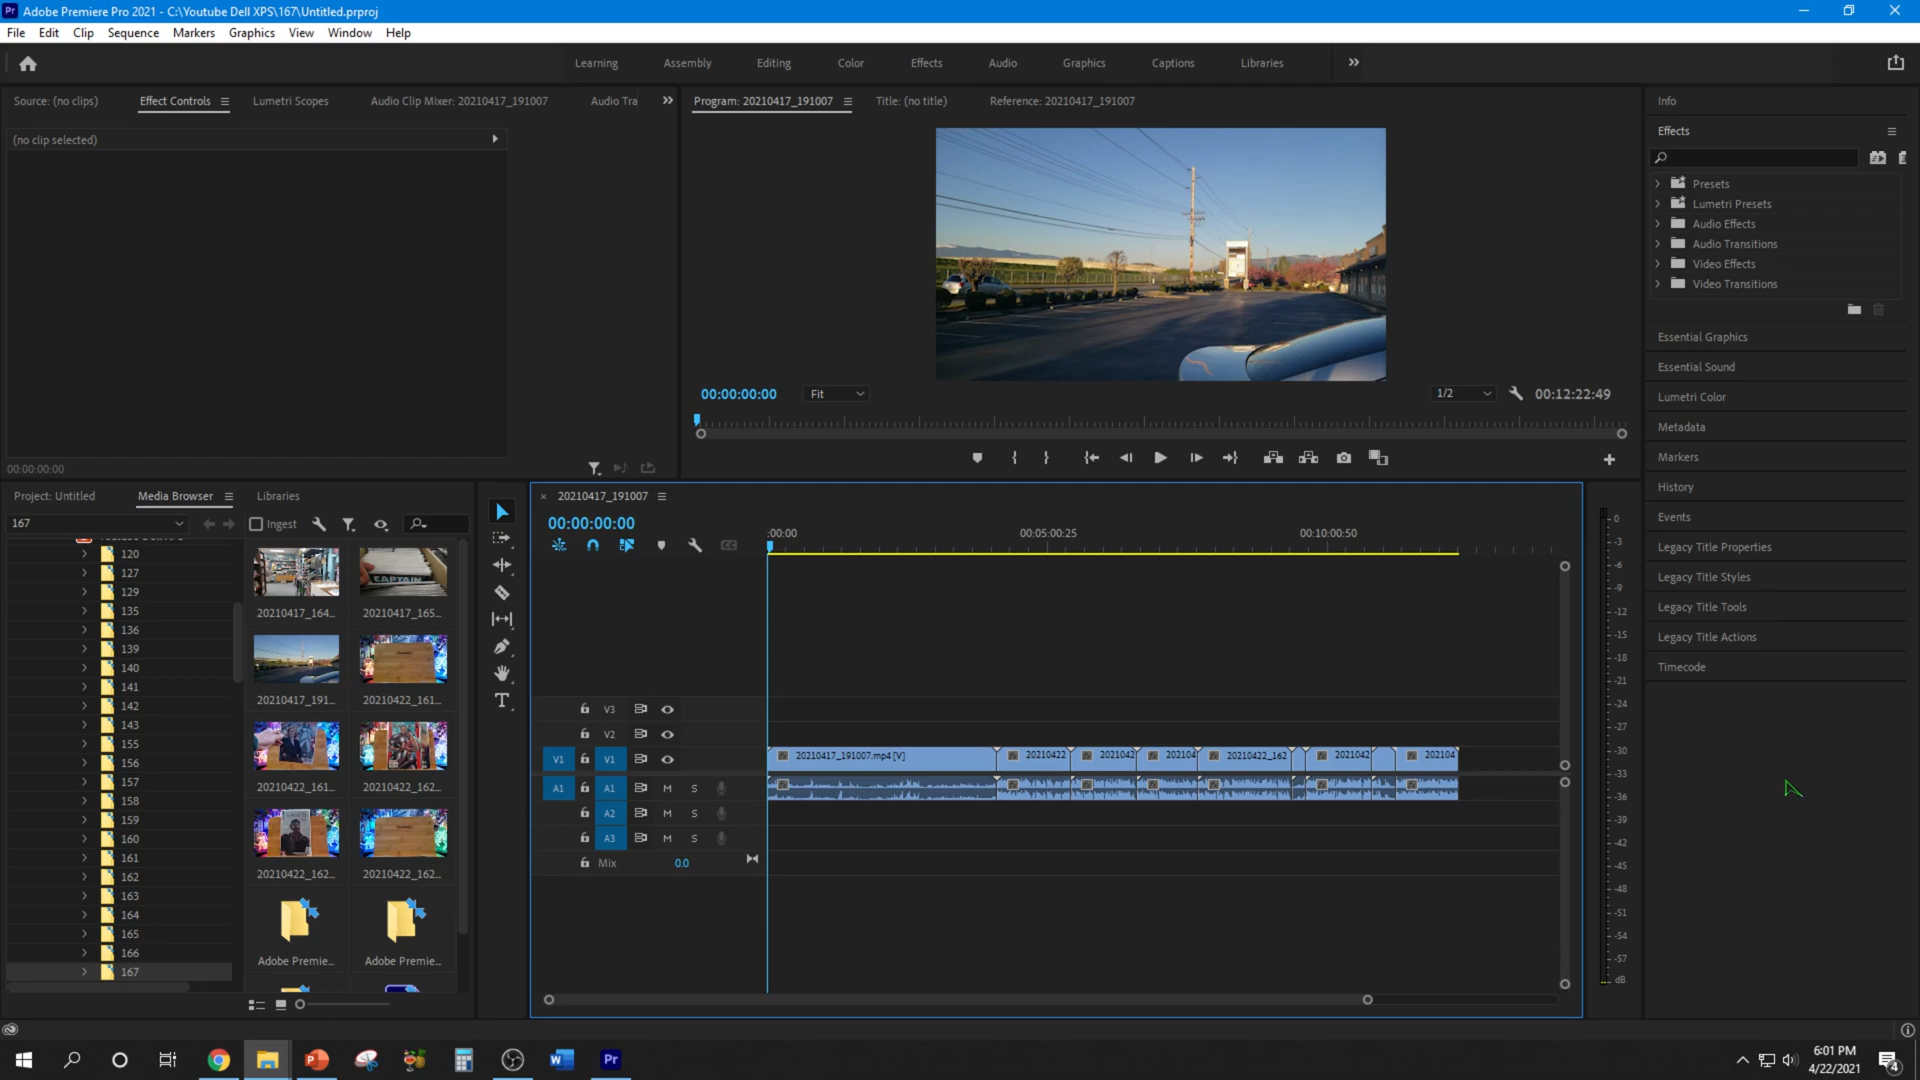 Pr Adobe Premiere Pro 2021 - C:\Youtube Dell XPS\167\Untitled.prproj
File Edit Clip Sequence Markers Graphics View Window Help
Learning Assembly Editing Color Effects Audio Graphics Captions Libraries
Source: (no clips) Effect Controls Lumetri Scopes Audio Clip Mixer: 20210417_191007 Audio Tra
(no clip selected)
00:00:00:00
Program: 20210417_191007 Title: (no title) Reference: 20210417_191007
00:00:00:00 Fit 1/2 00:12:22:49
Info
Effects
Presets
Lumetri Presets
Audio Effects
Audio Transitions
Video Effects
Video Transitions
Essential Graphics
Essential Sound
Lumetri Color
Metadata
Markers
History
Events
Legacy Title Properties
Legacy Title Styles
Legacy Title Tools
Legacy Title Actions
Timecode
Project: Untitled Media Browser Libraries
167 Ingest
120
127
129
135
136
139
140
141
142
143
155
156
157
158
159
160
161
162
163
164
165
166
167
CAPTAIN
20210417_164... 20210417_165...
20210417_191... 20210422_161...
20210422_161... 20210422_162...
20210422_162... 20210422_162...
Adobe Premie... Adobe Premie...
20210417_191007
00:00:00:00
:00:00 00:05:00:25 00:10:00:50
V3
V2
V1 V1 20210417_191007.mp4 [V] 20210422 2021042 202104 20210422_162 2021042 202104
A1 A1 M S
A2 M S
A3 M S
Mix 0.0
0
-3
-6
-9
-12
-15
-18
-21
-24
-27
-30
-33
-36
-39
-42
-45
-48
-51
-54
-57
dB
6:01 PM
4/22/2021
4